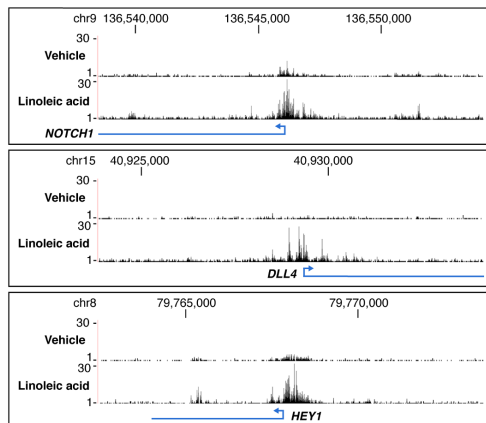 chr9 136,540,000 136,545,000 136,550,000
30
Vehicle
1
30
Linoleic acid
1
NOTCH1
chr15 40,925,000 40,930,000
30
Vehicle
1
30
Linoleic acid
1
DLL4
chr8 79,765,000 79,770,000
30
Vehicle
1
30
Linoleic acid
1
HEY1